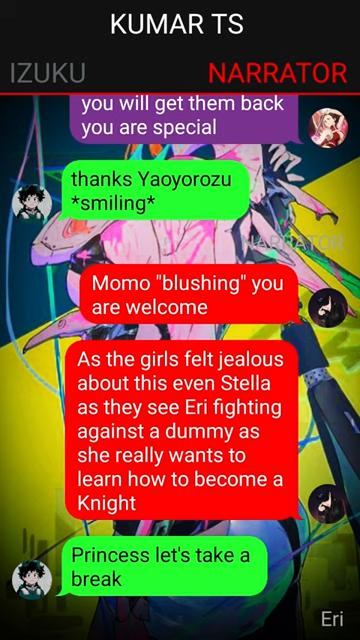 KUMAR TS
IZUKU
NARRATOR
you will get them back
you are special
thanks Yaoyorozu
*smiling*
NARRATOR
Momo "blushing" you
are welcome
As the girls felt jealous
about this even Stella
as they see Eri fighting
against a dummy as
she really wants to
learn how to become a
Knight
Princess let's take a
break
Eri